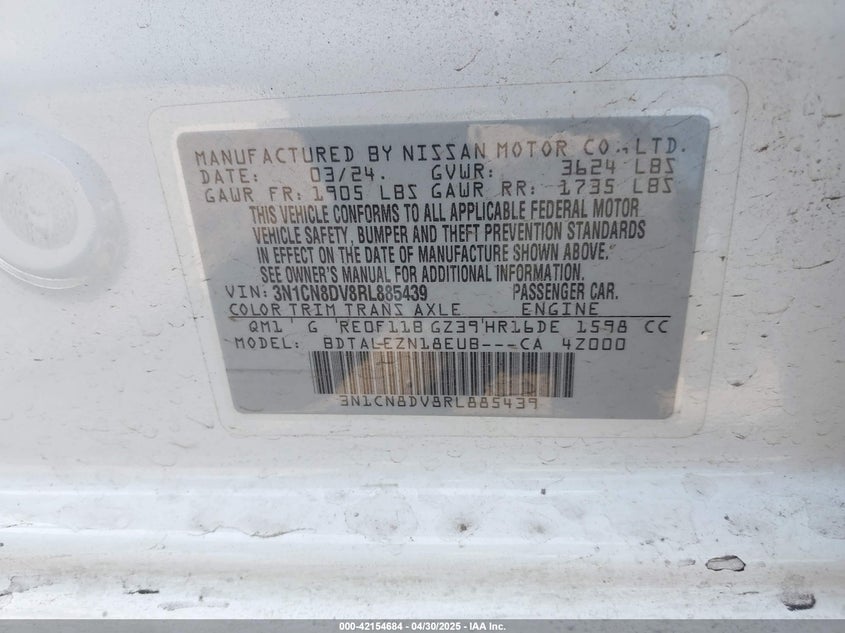 MANUFACTURED BY NISSAN MOTOR CO., LTD.
DATE: 03/24. GVWR: 3624 LBS
GAWR FR: 1905 LBS GAWR RR: 1735 LBS
THIS VEHICLE CONFORMS TO ALL APPLICABLE FEDERAL MOTOR
VEHICLE SAFETY, BUMPER AND THEFT PREVENTION STANDARDS
IN EFFECT ON THE DATE OF MANUFACTURE SHOWN ABOVE.
SEE OWNER'S MANUAL FOR ADDITIONAL INFORMATION.
VIN: 3N1CN8DV8RL885439 PASSENGER CAR.
COLOR TRIM TRANS AXLE ENGINE
QM1 G RE0F11B GZ39 HR16DE 1598 CC
MODEL: BDTALEZN18EUB---CA 4Z000
3N1CN8DV8RL885439
000-42154684 - 04/30/2025 - IAA Inc.